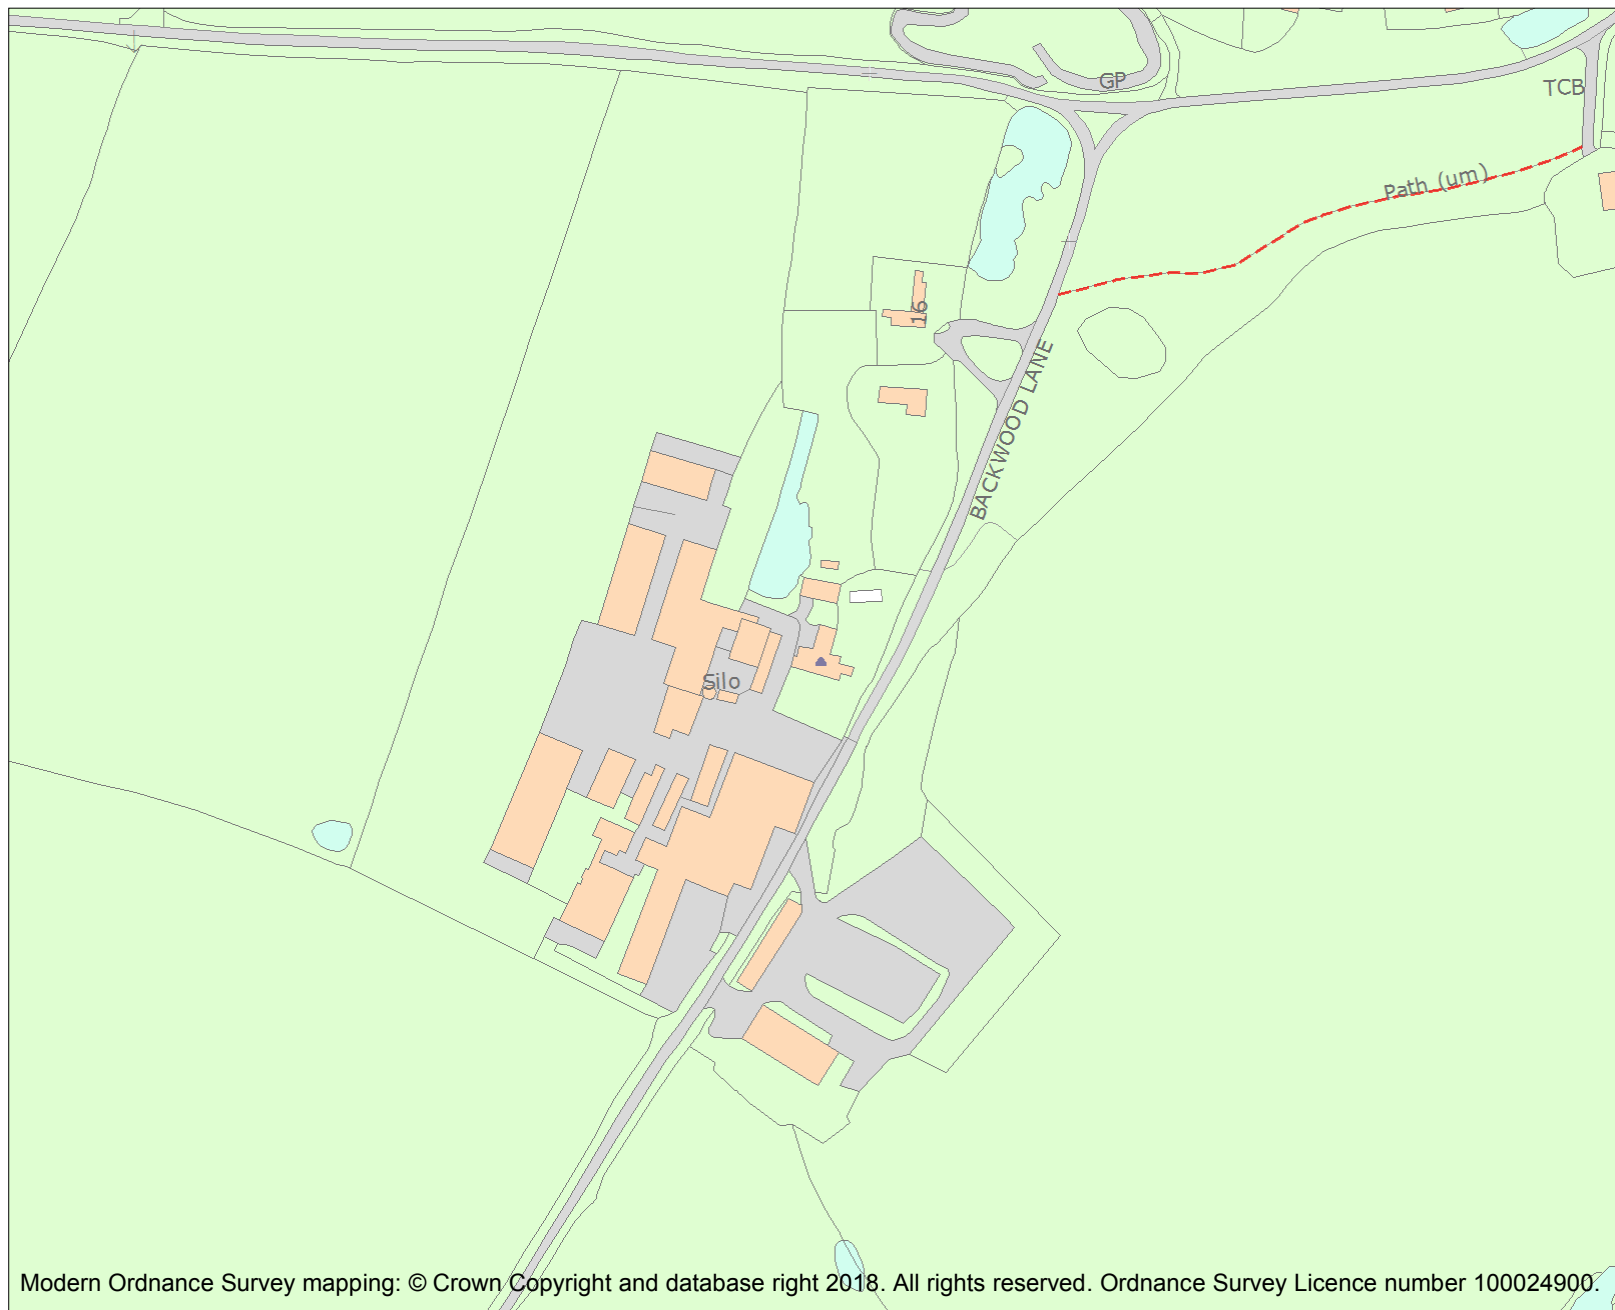 GP
TCB
Path (um)
16
BACKWOOD LANE
Silo
Modern Ordnance Survey mapping: © Crown Copyright and database right 2018. All rights reserved. Ordnance Survey Licence number 100024900.